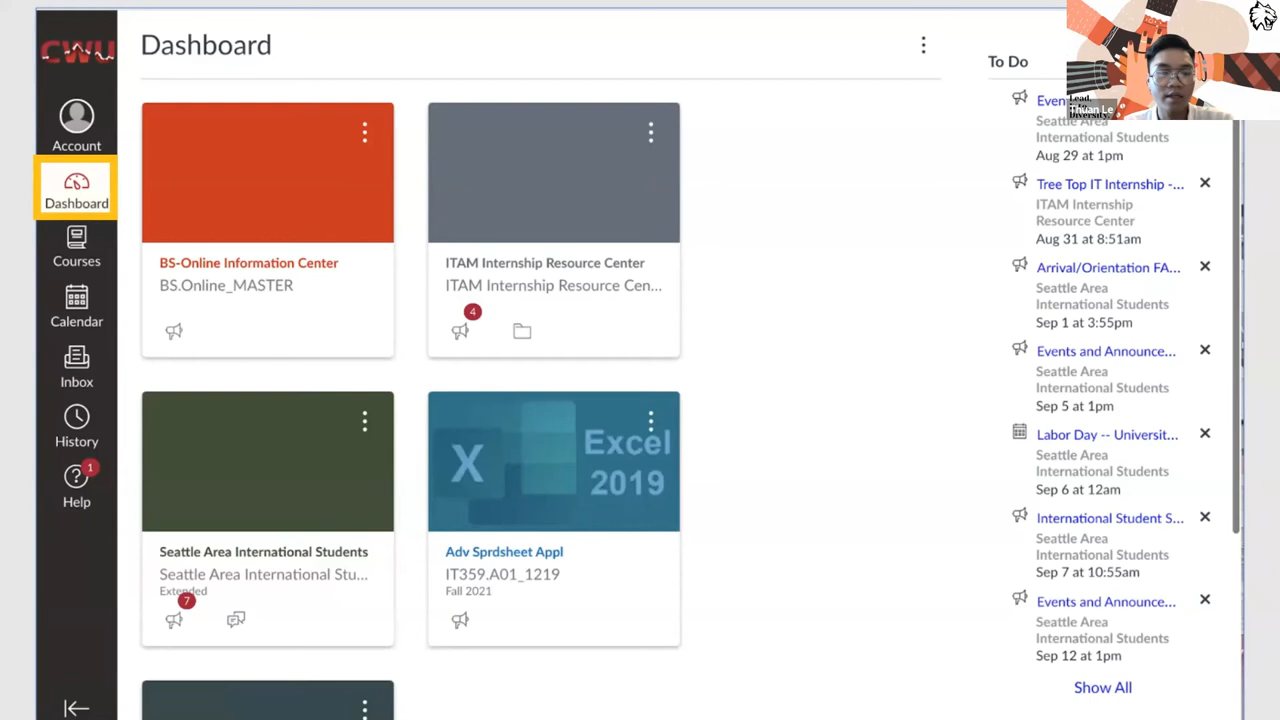 CWU
Account
Dashboard
Courses
Calendar
Inbox
History
1
Help
Dashboard
BS-Online Information Center
BS.Online_MASTER
ITAM Internship Resource Center
ITAM Internship Resource Cen...
4
Seattle Area International Students
Seattle Area International Stu...
Extended
7
Excel
2019
X
Adv Sprdsheet Appl
IT359.A01_1219
Fall 2021
To Do
Even
Seattle Area
International Students
Aug 29 at 1pm
Tree Top IT Internship -...
ITAM Internship
Resource Center
Aug 31 at 8:51am
Arrival/Orientation FA...
Seattle Area
International Students
Sep 1 at 3:55pm
Events and Announce...
Seattle Area
International Students
Sep 5 at 1pm
Labor Day -- Universit...
Seattle Area
International Students
Sep 6 at 12am
International Student S...
Seattle Area
International Students
Sep 7 at 10:55am
Events and Announce...
Seattle Area
International Students
Sep 12 at 1pm
Show All
Lead.
Thuan Le
Diversity.